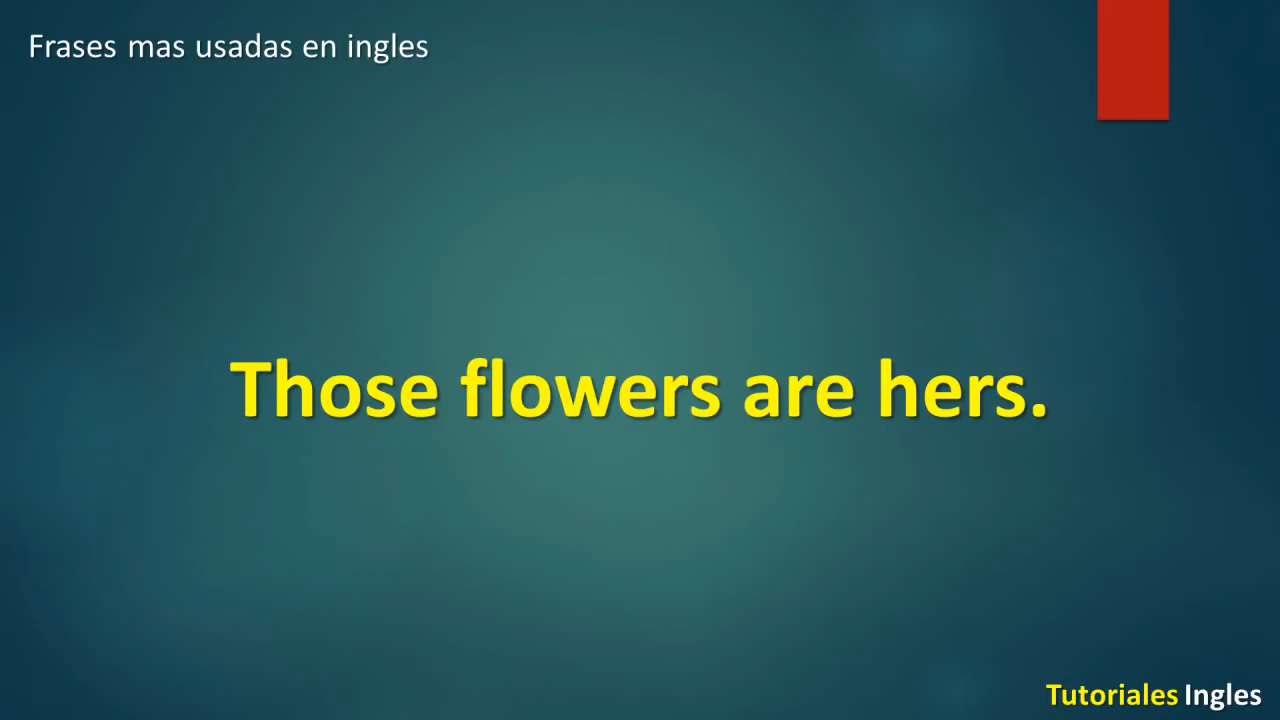 Frases mas usadas en ingles
Those flowers are hers.
Tutoriales Ingles